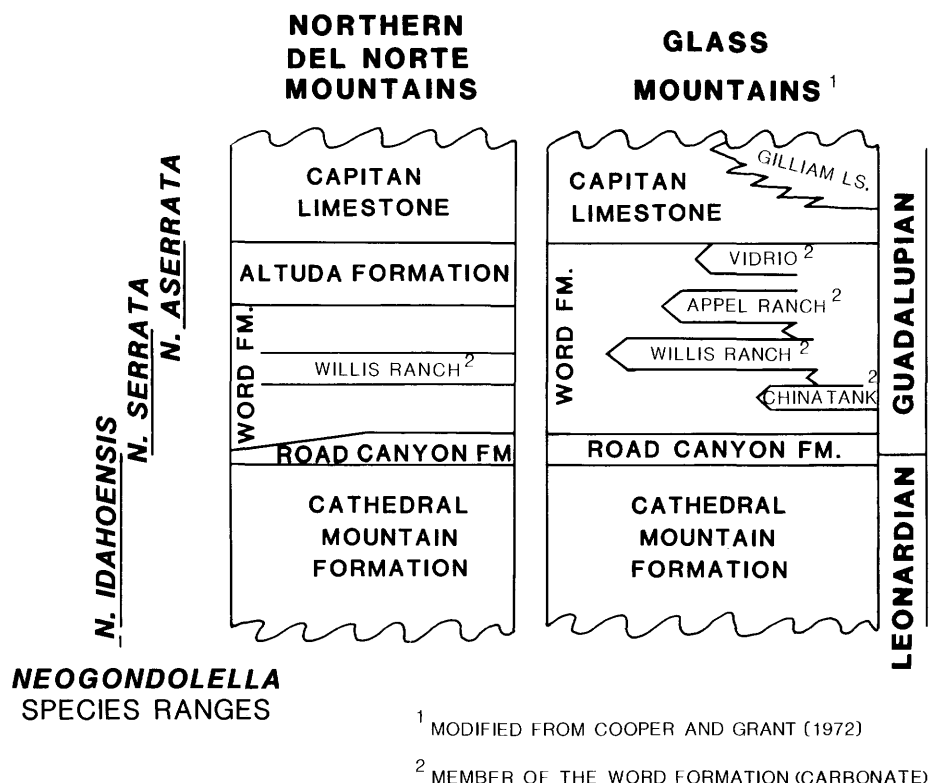 NORTHERN
DEL NORTE
MOUNTAINS
GLASS
MOUNTAINS 1
CAPITAN
LIMESTONE
ALTUDA FORMATION
WORD FM.
WILLIS RANCH 2
ROAD CANYON FM
CATHEDRAL
MOUNTAIN
FORMATION
CAPITAN
LIMESTONE
GILLIAM LS.
WORD FM.
VIDRIO 2
APPEL RANCH 2
WILLIS RANCH 2
CHINA TANK 2
ROAD CANYON FM.
CATHEDRAL
MOUNTAIN
FORMATION
GUADALUPIAN
LEONARDIAN
N. ASERRATA
N. SERRATA
N. IDAHOENSIS
NEOGONDOLELLA
SPECIES RANGES
1 MODIFIED FROM COOPER AND GRANT (1972)
2 MEMBER OF THE WORD FORMATION (CARBONATE)